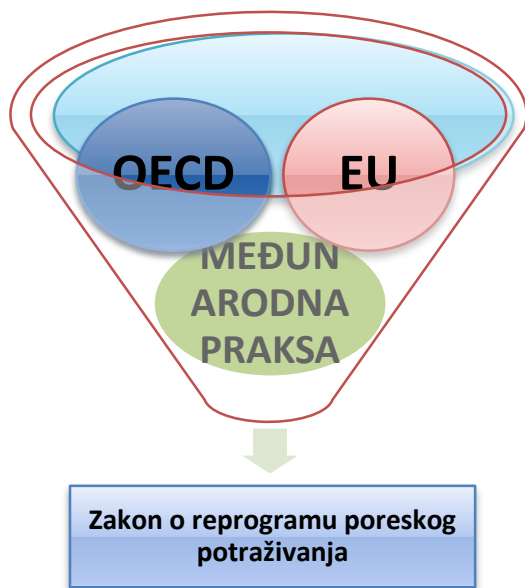 OECD
EU
MEĐUN
ARODNA
PRAKSA
Zakon o reprogramu poreskog
potraživanja